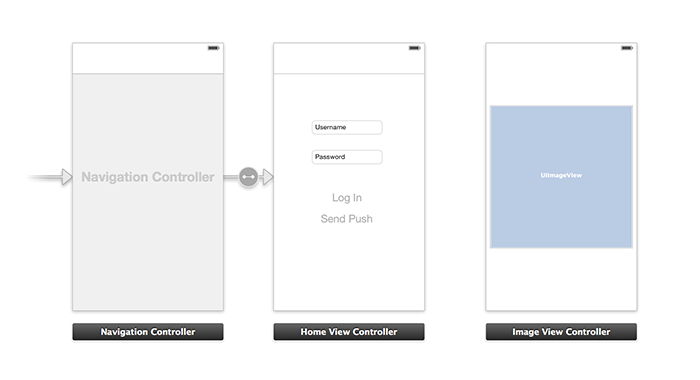 Navigation Controller
Username
Password
Log In
Send Push
UIImageView
Navigation Controller
Home View Controller
Image View Controller